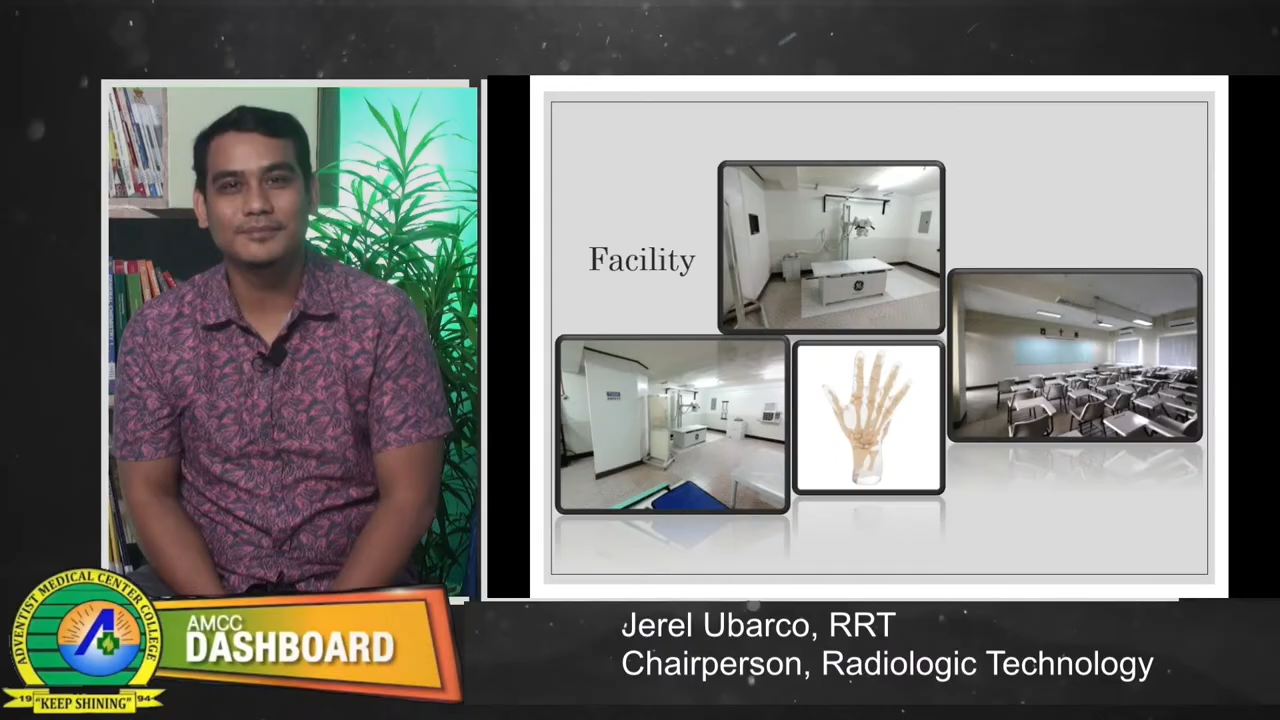 Facility
ADVENTIST MEDICAL CENTER COLLEGE
19 "KEEP SHINING" 94
AMCC
DASHBOARD
Jerel Ubarco, RRT
Chairperson, Radiologic Technology